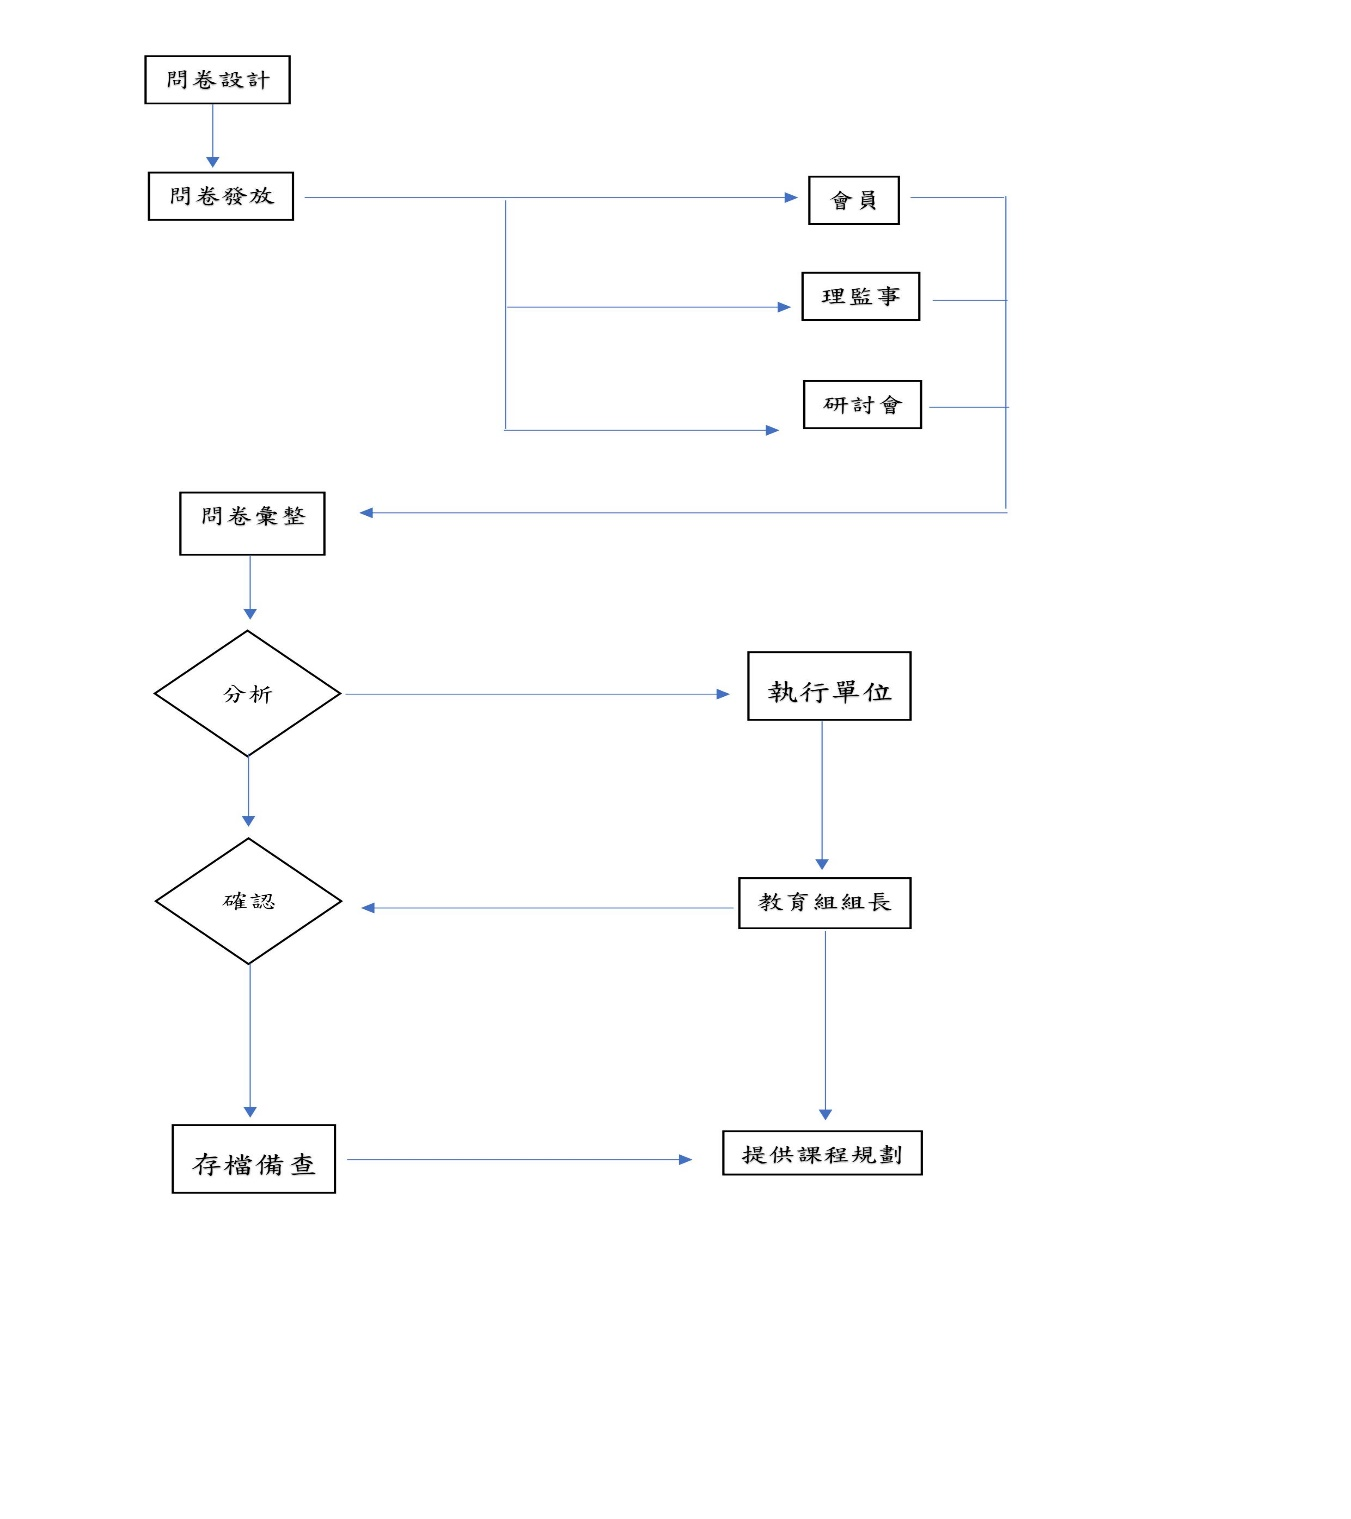 問卷設計
問卷發放
會員
理監事
研討會
問卷彙整
分析
執行單位
確認
教育組組長
存檔備查
提供課程規劃